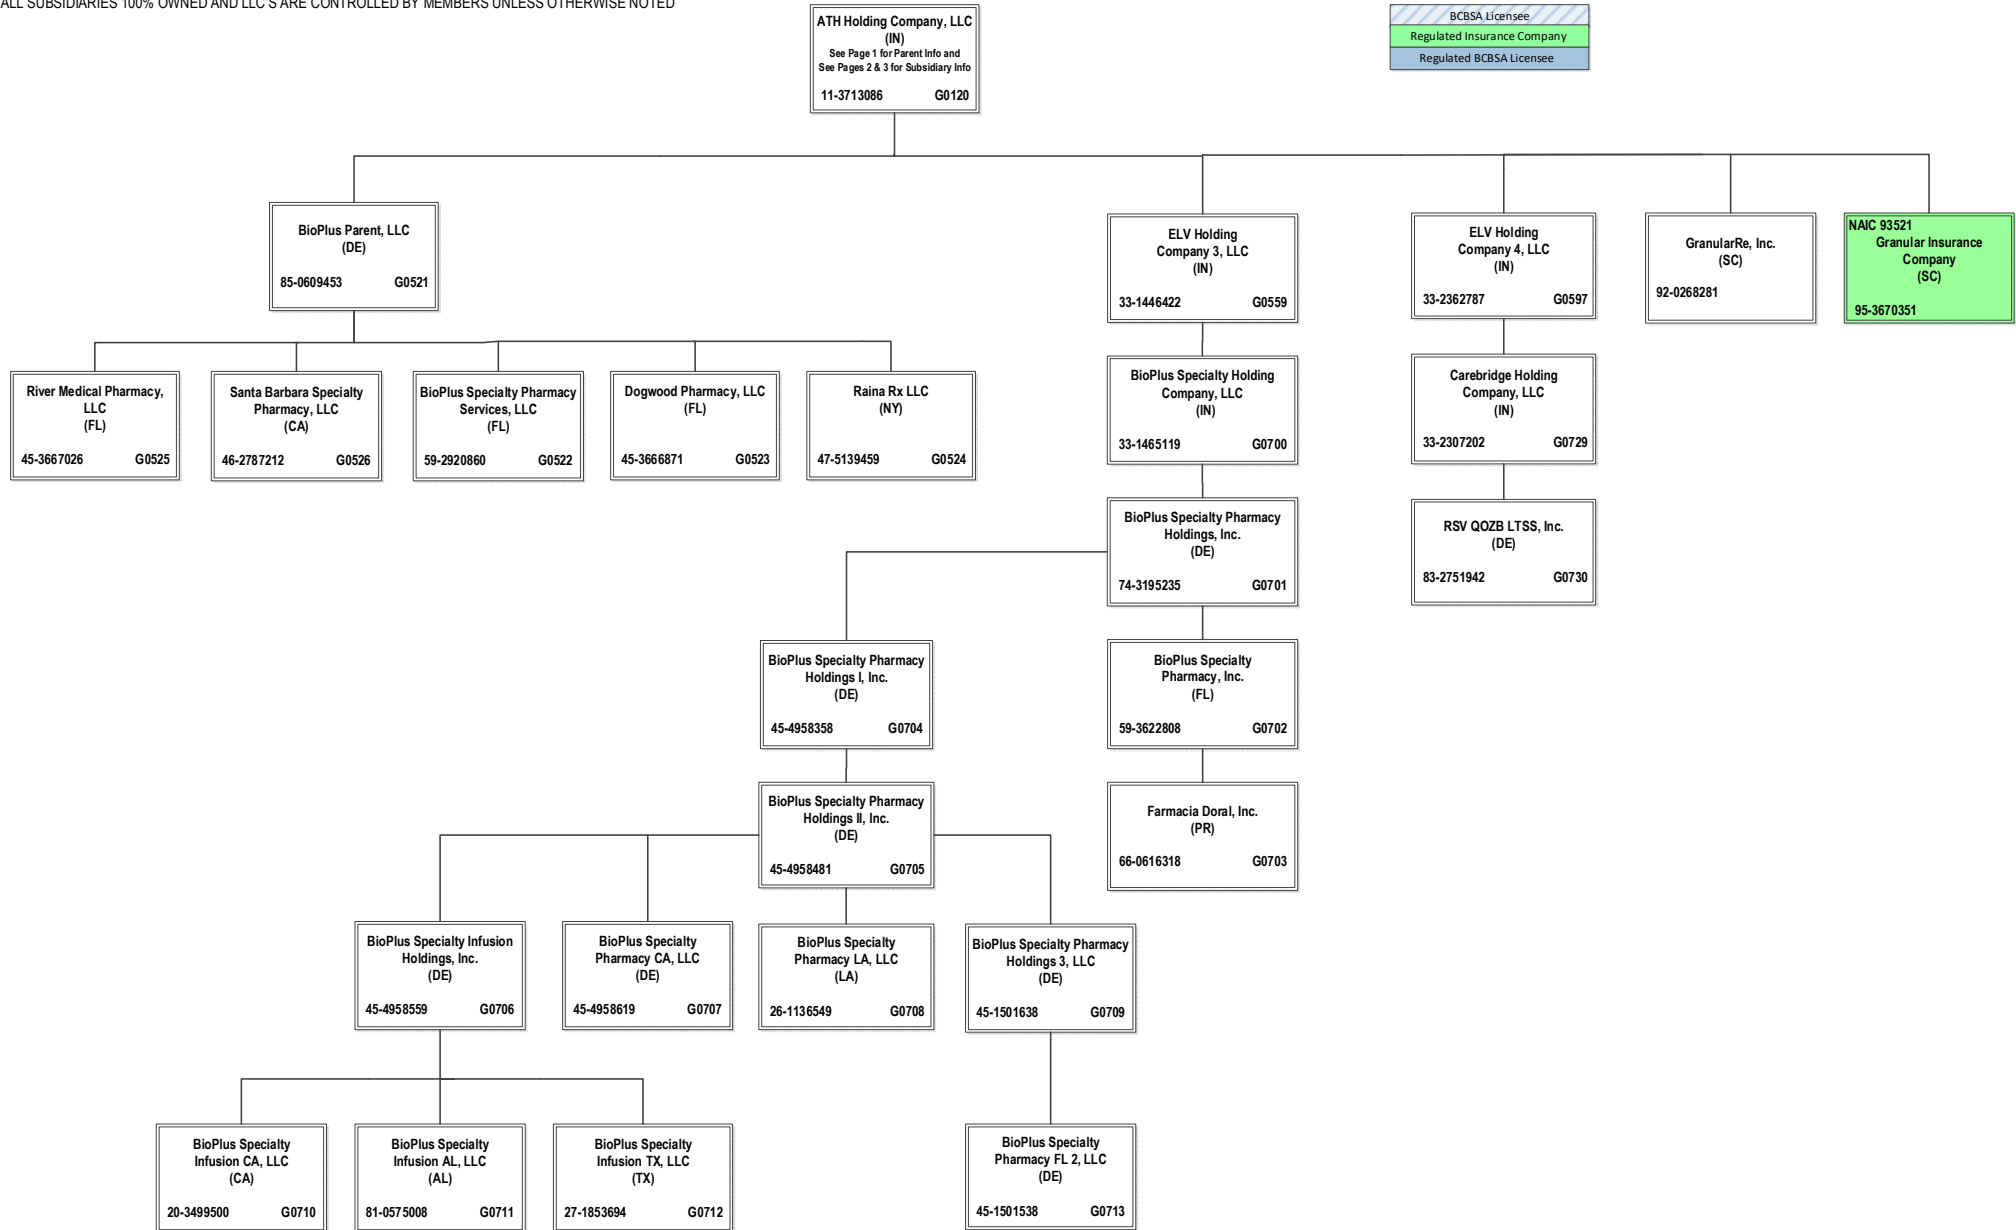 ALL SUBSIDIARIES 100% OWNED AND LLC'S ARE CONTROLLED BY MEMBERS UNLESS OTHERWISE NOTED
ATH Holding Company, LLC
(IN)
See Page 1 for Parent Info and
See Pages 2 & 3 for Subsidiary Info
11-3713086 G0120
BCBSA Licensee
Regulated Insurance Company
Regulated BCBSA Licensee
BioPlus Parent, LLC
(DE)
85-0609453 G0521
ELV Holding
Company 3, LLC
(IN)
33-1446422 G0559
ELV Holding
Company 4, LLC
(IN)
33-2362787 G0597
GranularRe, Inc.
(SC)
92-0268281
NAIC 93521
Granular Insurance
Company
(SC)
95-3670351
River Medical Pharmacy,
LLC
(FL)
45-3667026 G0525
Santa Barbara Specialty
Pharmacy, LLC
(CA)
46-2787212 G0526
BioPlus Specialty Pharmacy
Services, LLC
(FL)
59-2920860 G0522
Dogwood Pharmacy, LLC
(FL)
45-3666871 G0523
Raina Rx LLC
(NY)
47-5139459 G0524
BioPlus Specialty Holding
Company, LLC
(IN)
33-1465119 G0700
Carebridge Holding
Company, LLC
(IN)
33-2307202 G0729
BioPlus Specialty Pharmacy
Holdings, Inc.
(DE)
74-3195235 G0701
RSV QOZB LTSS, Inc.
(DE)
83-2751942 G0730
BioPlus Specialty Pharmacy
Holdings I, Inc.
(DE)
45-4958358 G0704
BioPlus Specialty
Pharmacy, Inc.
(FL)
59-3622808 G0702
BioPlus Specialty Pharmacy
Holdings II, Inc.
(DE)
45-4958481 G0705
Farmacia Doral, Inc.
(PR)
66-0616318 G0703
BioPlus Specialty Infusion
Holdings, Inc.
(DE)
45-4958559 G0706
BioPlus Specialty
Pharmacy CA, LLC
(DE)
45-4958619 G0707
BioPlus Specialty
Pharmacy LA, LLC
(LA)
26-1136549 G0708
BioPlus Specialty Pharmacy
Holdings 3, LLC
(DE)
45-1501638 G0709
BioPlus Specialty
Infusion CA, LLC
(CA)
20-3499500 G0710
BioPlus Specialty
Infusion AL, LLC
(AL)
81-0575008 G0711
BioPlus Specialty
Infusion TX, LLC
(TX)
27-1853694 G0712
BioPlus Specialty
Pharmacy FL 2, LLC
(DE)
45-1501538 G0713